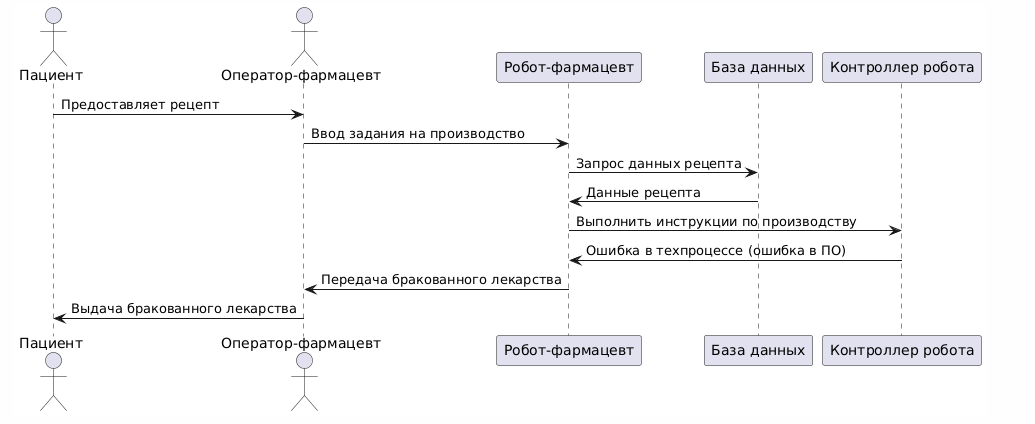 Пациент
Оператор-фармацевт
Робот-фармацевт
База данных
Контроллер робота
Предоставляет рецепт
Ввод задания на производство
Запрос данных рецепта
Данные рецепта
Выполнить инструкции по производству
Ошибка в техпроцессе (ошибка в ПО)
Передача бракованного лекарства
Выдача бракованного лекарства
Пациент
Оператор-фармацевт
Робот-фармацевт
База данных
Контроллер робота